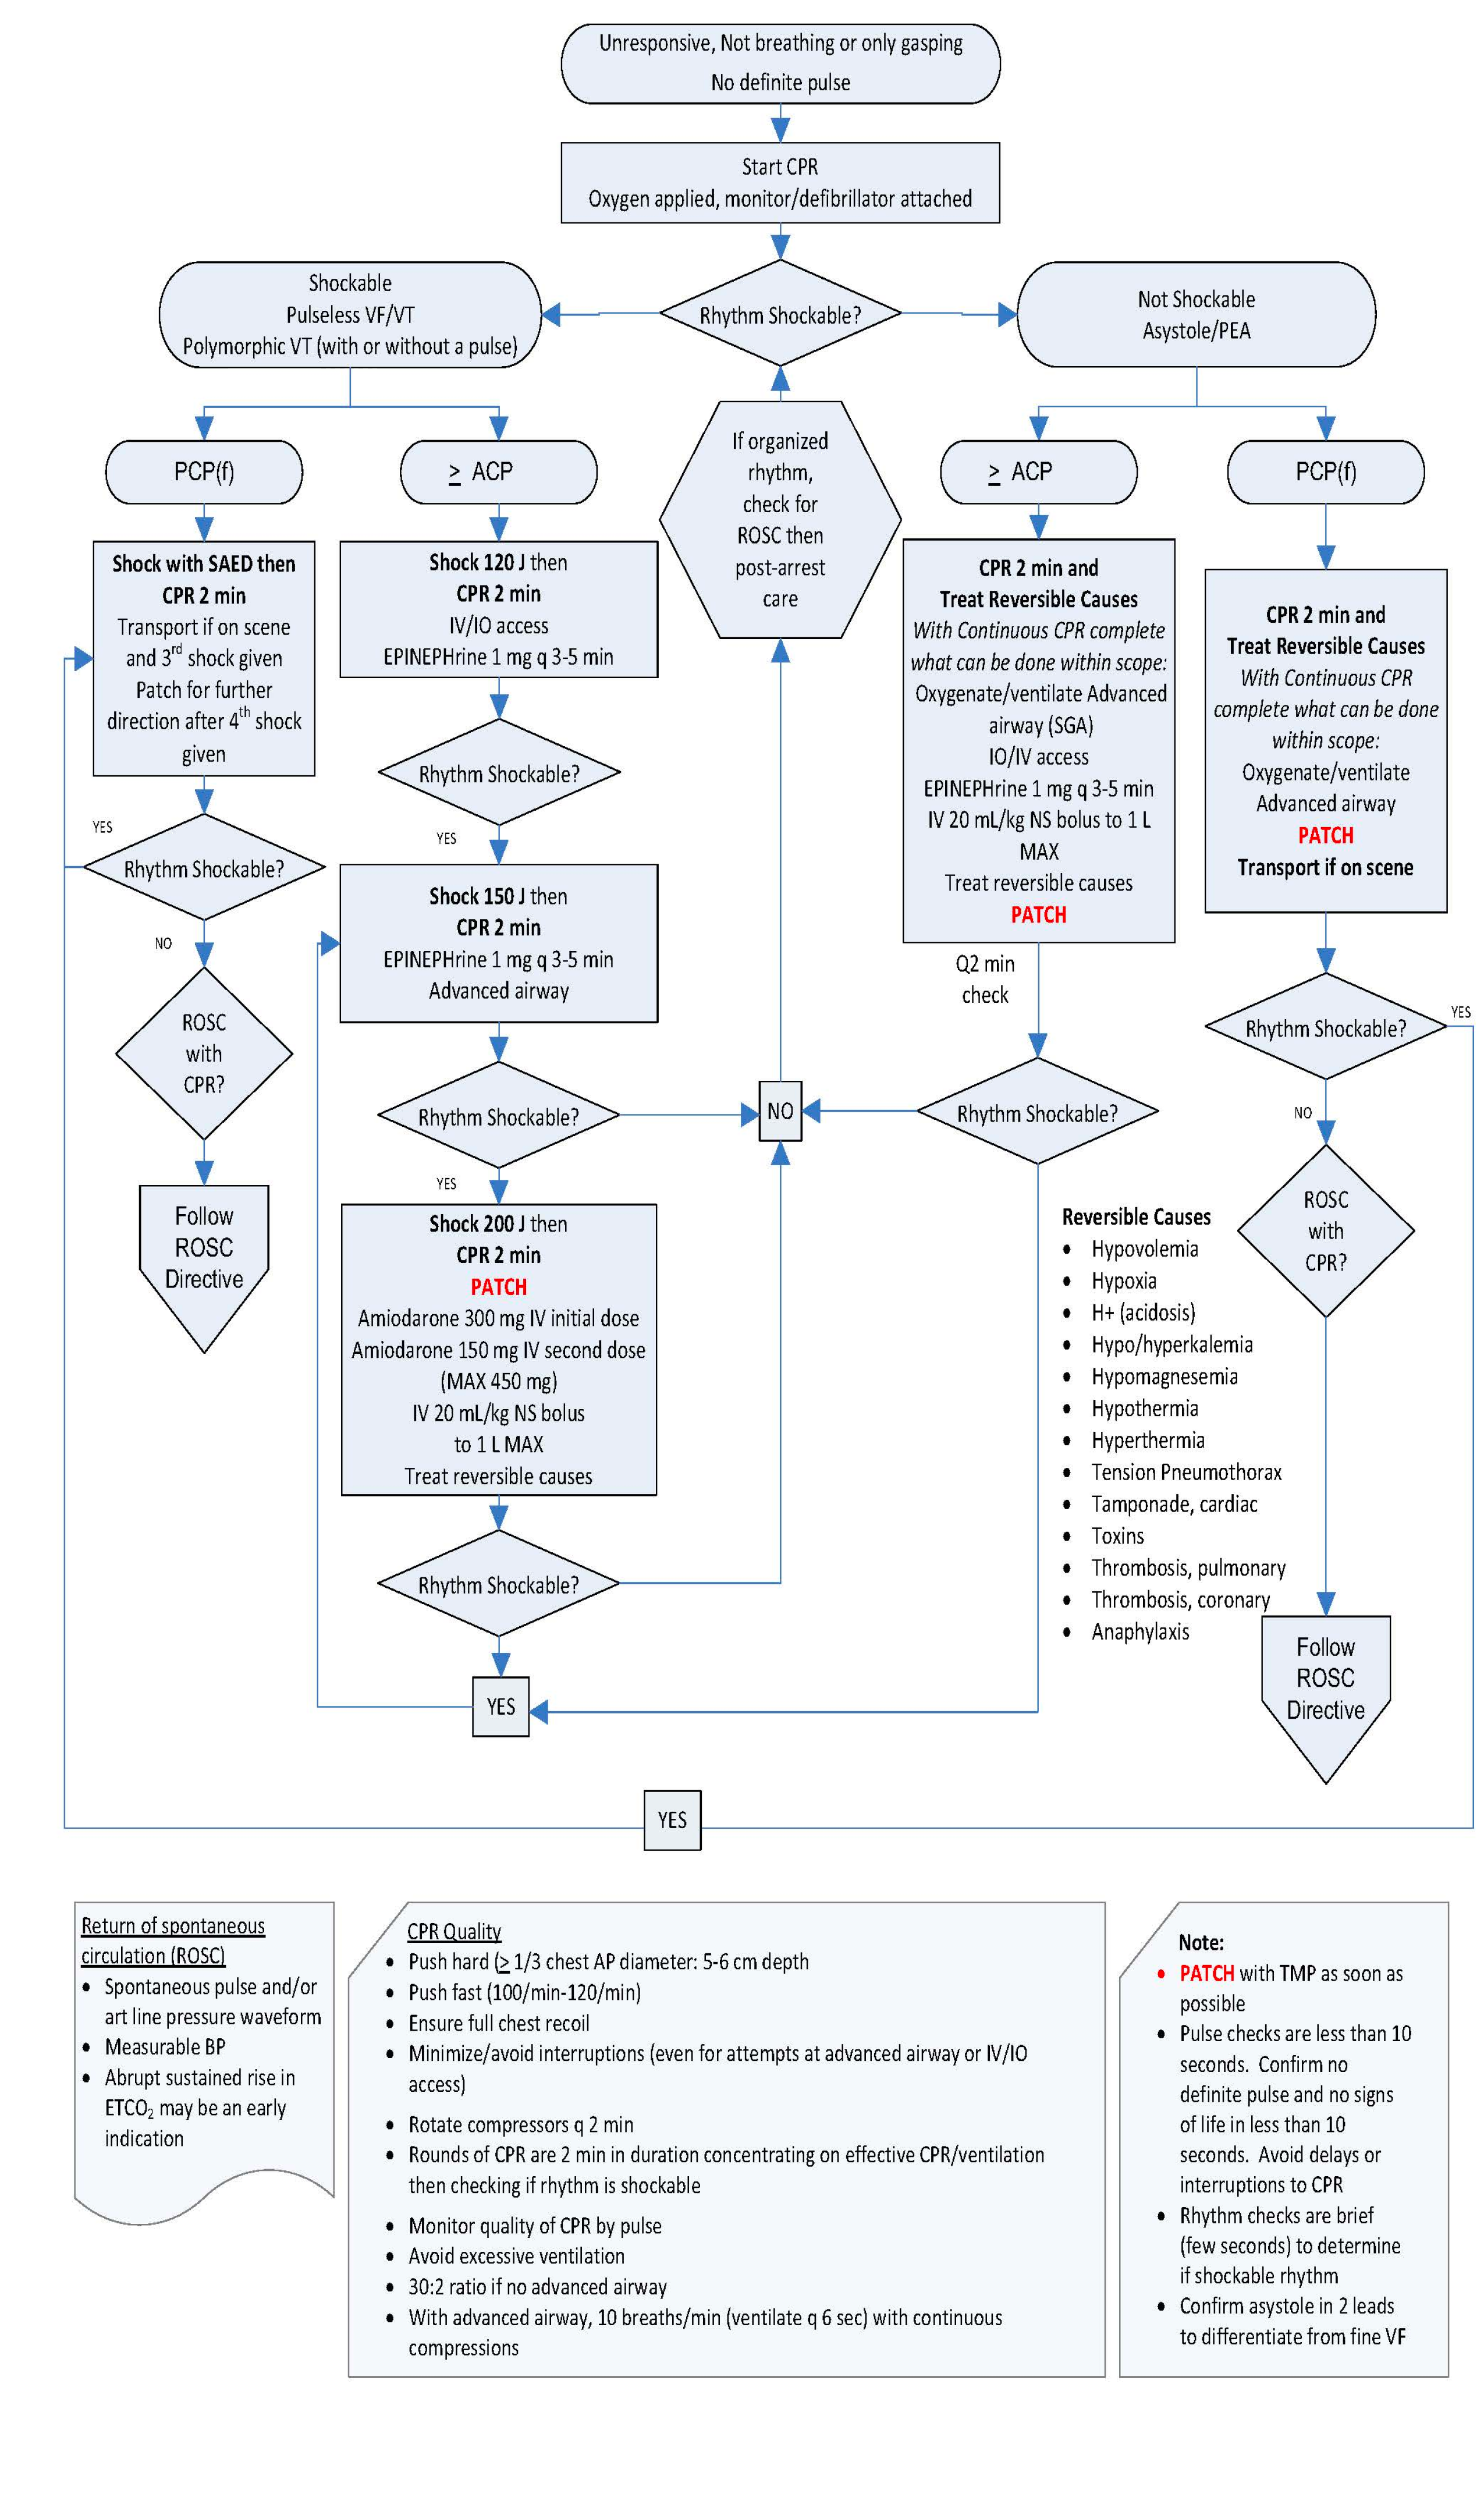 Unresponsive, Not breathing or only gasping
No definite pulse
Start CPR
Oxygen applied, monitor/defibrillator attached
Rhythm Shockable?
Shockable
Pulseless VF/VT
Polymorphic VT (with or without a pulse)
Not Shockable
Asystole/PEA
PCP(f)
≥ ACP
If organized
rhythm,
check for
ROSC then
post-arrest
care
≥ ACP
PCP(f)
Shock with SAED then
CPR 2 min
Transport if on scene
and 3rd shock given
Patch for further
direction after 4th shock
given
Shock 120 J then
CPR 2 min
IV/IO access
EPINEPHrine 1 mg q 3-5 min
CPR 2 min and
Treat Reversible Causes
With Continuous CPR complete
what can be done within scope:
Oxygenate/ventilate Advanced
airway (SGA)
IO/IV access
EPINEPHrine 1 mg q 3-5 min
IV 20 mL/kg NS bolus to 1 L
MAX
Treat reversible causes
PATCH
CPR 2 min and
Treat Reversible Causes
With Continuous CPR
complete what can be done
within scope:
Oxygenate/ventilate
Advanced airway
PATCH
Transport if on scene
Rhythm Shockable?
YES
YES
Rhythm Shockable?
NO
Shock 150 J then
CPR 2 min
EPINEPHrine 1 mg q 3-5 min
Advanced airway
Q2 min
check
ROSC
with
CPR?
Rhythm Shockable?
YES
Rhythm Shockable?
NO
Rhythm Shockable?
NO
YES
Follow
ROSC
Directive
Shock 200 J then
CPR 2 min
PATCH
Amiodarone 300 mg IV initial dose
Amiodarone 150 mg IV second dose
(MAX 450 mg)
IV 20 mL/kg NS bolus
to 1 L MAX
Treat reversible causes
Reversible Causes
• Hypovolemia
• Hypoxia
• H+ (acidosis)
• Hypo/hyperkalemia
• Hypomagnesemia
• Hypothermia
• Hyperthermia
• Tension Pneumothorax
• Tamponade, cardiac
• Toxins
• Thrombosis, pulmonary
• Thrombosis, coronary
• Anaphylaxis
ROSC
with
CPR?
Rhythm Shockable?
YES
Follow
ROSC
Directive
YES
Return of spontaneous
circulation (ROSC)
• Spontaneous pulse and/or
art line pressure waveform
• Measurable BP
• Abrupt sustained rise in
ETCO2 may be an early
indication
CPR Quality
• Push hard (≥ 1/3 chest AP diameter: 5-6 cm depth
• Push fast (100/min-120/min)
• Ensure full chest recoil
• Minimize/avoid interruptions (even for attempts at advanced airway or IV/IO
access)
• Rotate compressors q 2 min
• Rounds of CPR are 2 min in duration concentrating on effective CPR/ventilation
then checking if rhythm is shockable
• Monitor quality of CPR by pulse
• Avoid excessive ventilation
• 30:2 ratio if no advanced airway
• With advanced airway, 10 breaths/min (ventilate q 6 sec) with continuous
compressions
Note:
• PATCH with TMP as soon as
possible
• Pulse checks are less than 10
seconds. Confirm no
definite pulse and no signs
of life in less than 10
seconds. Avoid delays or
interruptions to CPR
• Rhythm checks are brief
(few seconds) to determine
if shockable rhythm
• Confirm asystole in 2 leads
to differentiate from fine VF